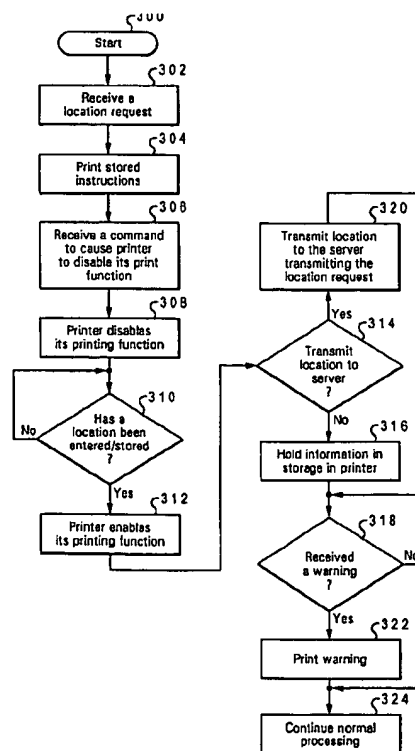 300
Start
302
Receive a
location request
304
Print stored
instructions
306
Receive a command
to cause printer
to disable its print
function
308
Printer disables
its printing function
310
No
Has a
location been
entered/stored
?
Yes
312
Printer enables
its printing function
320
Transmit location
to the server
transmitting the
location request
Yes
314
Transmit
location to
server
?
No
316
Hold information in
storage in printer
318
Received
a warning
?
No
Yes
322
Print warning
324
Continue normal
processing